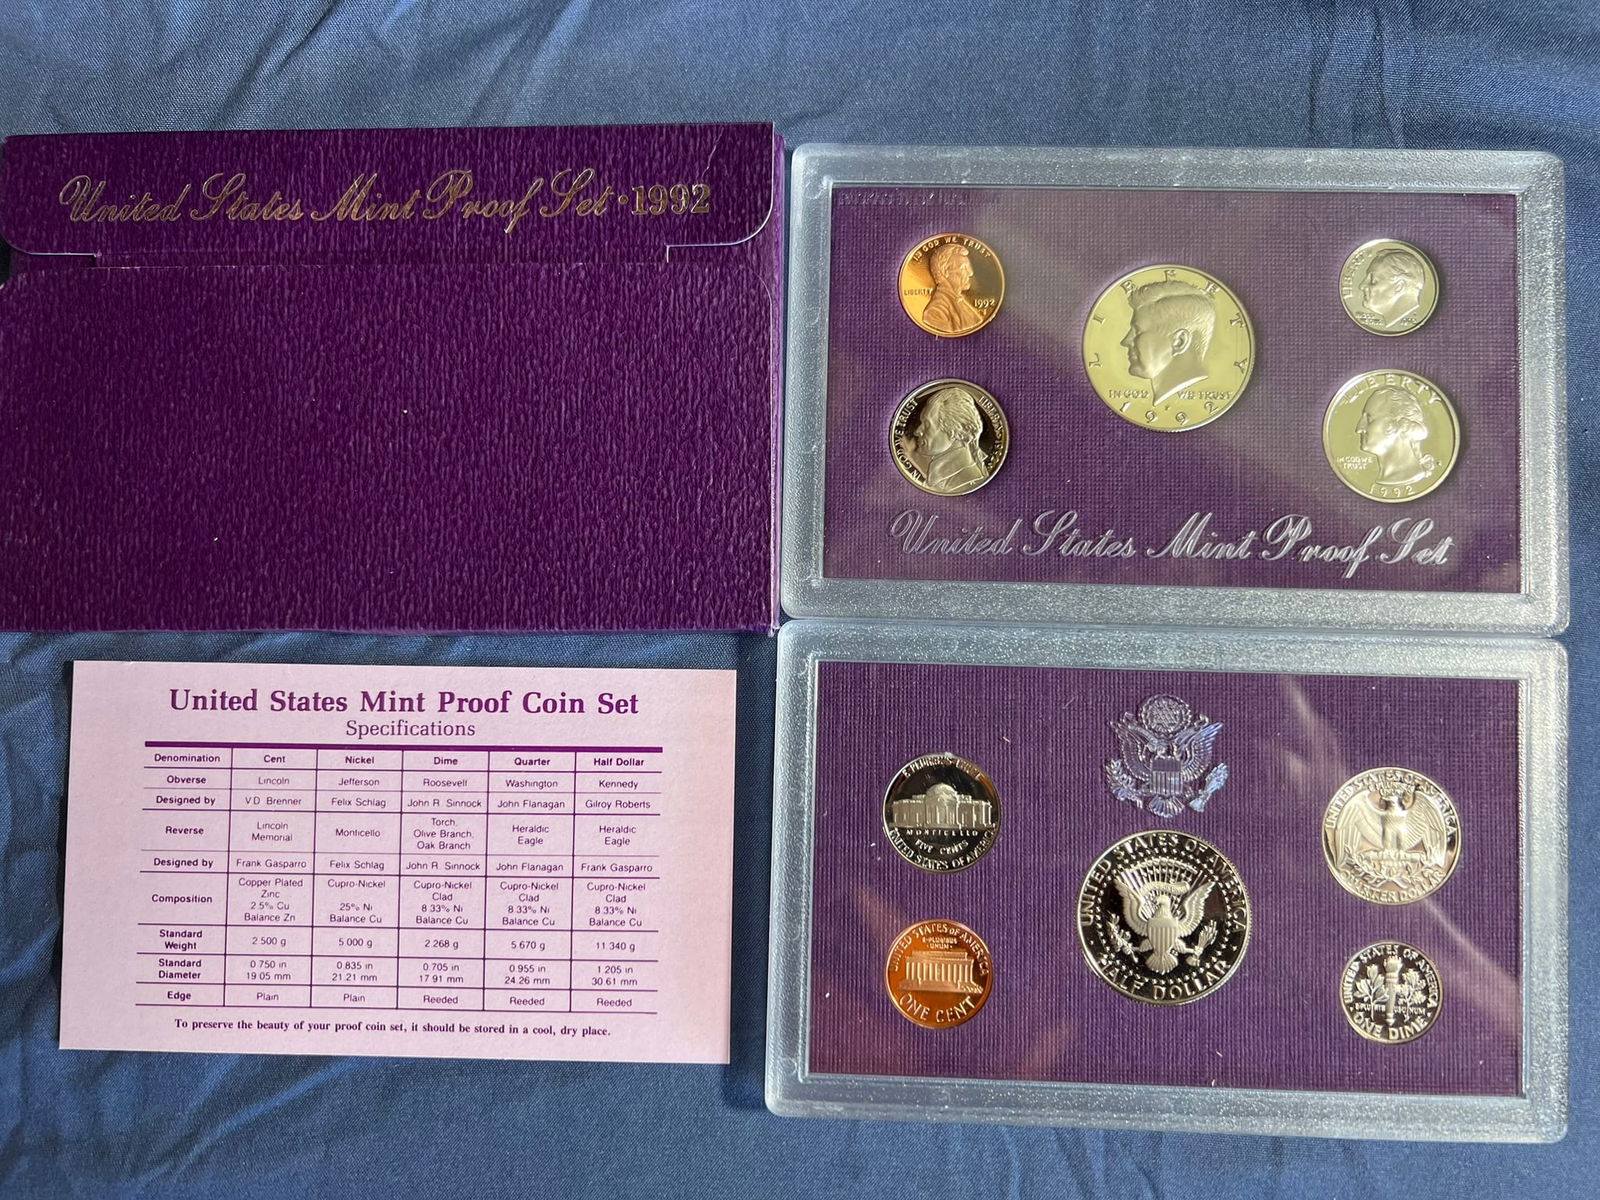 United States Mint Proof Set · 1992
IN GOD WE TRUST
LIBERTY
1992
LIBERTY
IN GOD WE TRUST
1992
LIBERTY
IN GOD WE TRUST
LIBERTY
LIBERTY
IN GOD WE
TRUST
1992
United States Mint Proof Set
United States Mint Proof Coin Set
Specifications
Denomination Cent Nickel Dime Quarter Half Dollar
Obverse Lincoln Jefferson Roosevelt Washington Kennedy
Designed by V.D. Brenner Felix Schlag John R. Sinnock John Flanagan Gilroy Roberts
Reverse Lincoln Memorial Monticello Torch, Olive Branch, Oak Branch Heraldic Eagle Heraldic Eagle
Designed by Frank Gasparro Felix Schlag John R. Sinnock John Flanagan Frank Gasparro
Composition Copper Plated Zinc 2.5% Cu Balance Zn Cupro-Nickel 25% Ni Balance Cu Cupro-Nickel Clad 8.33% Ni Balance Cu Cupro-Nickel Clad 8.33% Ni Balance Cu Cupro-Nickel Clad 8.33% Ni Balance Cu
Standard Weight 2.500 g 5.000 g 2.268 g 5.670 g 11.340 g
Standard Diameter 0.750 in 19.05 mm 0.835 in 21.21 mm 0.705 in 17.91 mm 0.955 in 24.26 mm 1.205 in 30.61 mm
Edge Plain Plain Reeded Reeded Reeded
To preserve the beauty of your proof coin set, it should be stored in a cool, dry place.
E PLURIBUS UNUM
MONTICELLO
FIVE CENTS
UNITED STATES OF AMERICA
UNITED STATES OF AMERICA
QUARTER DOLLAR
UNITED STATES OF AMERICA
HALF DOLLAR
UNITED STATES OF AMERICA
E·PLURIBUS
·UNUM·
ONE CENT
UNITED STATES OF AMERICA
ONE DIME